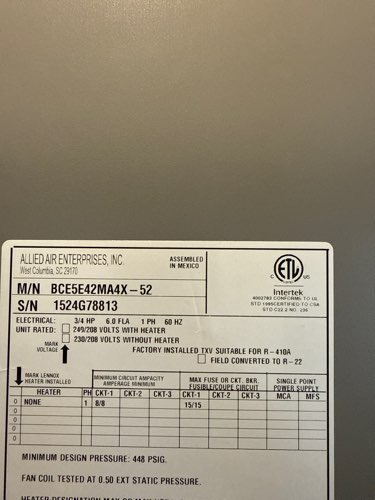 ALLIED AIR ENTERPRISES, INC.
West Columbia, SC 29170
ASSEMBLED
IN MEXICO
ETL
C US
Intertek
4002783 CONFORMS TO UL
STD 1995CERTIFIED TO CSA
STD C22.2 NO. 236
M/N BCE5E42MA4X-52
S/N 1524G78813
ELECTRICAL: 3/4 HP 6.0 FLA 1 PH 60 HZ
UNIT RATED: 249/208 VOLTS WITH HEATER
230/208 VOLTS WITHOUT HEATER
MARK
VOLTAGE
FACTORY INSTALLED TXV SUITABLE FOR R-410A
FIELD CONVERTED TO R-22
MARK LENNOX
HEATER INSTALLED
MINIMUM CIRCUIT AMPACITY
AMPERAGE MINIMUM
MAX FUSE OR CKT. BKR.
FUSIBLE/COUPE CIRCUIT
SINGLE POINT
POWER SUPPLY
HEATER PH CKT-1 CKT-2 CKT-3 CKT-1 CKT-2 CKT-3 MCA MFS
0 NONE 1 8/8 15/15
0
0
0
0
MINIMUM DESIGN PRESSURE: 448 PSIG.
FAN COIL TESTED AT 0.50 EXT STATIC PRESSURE.